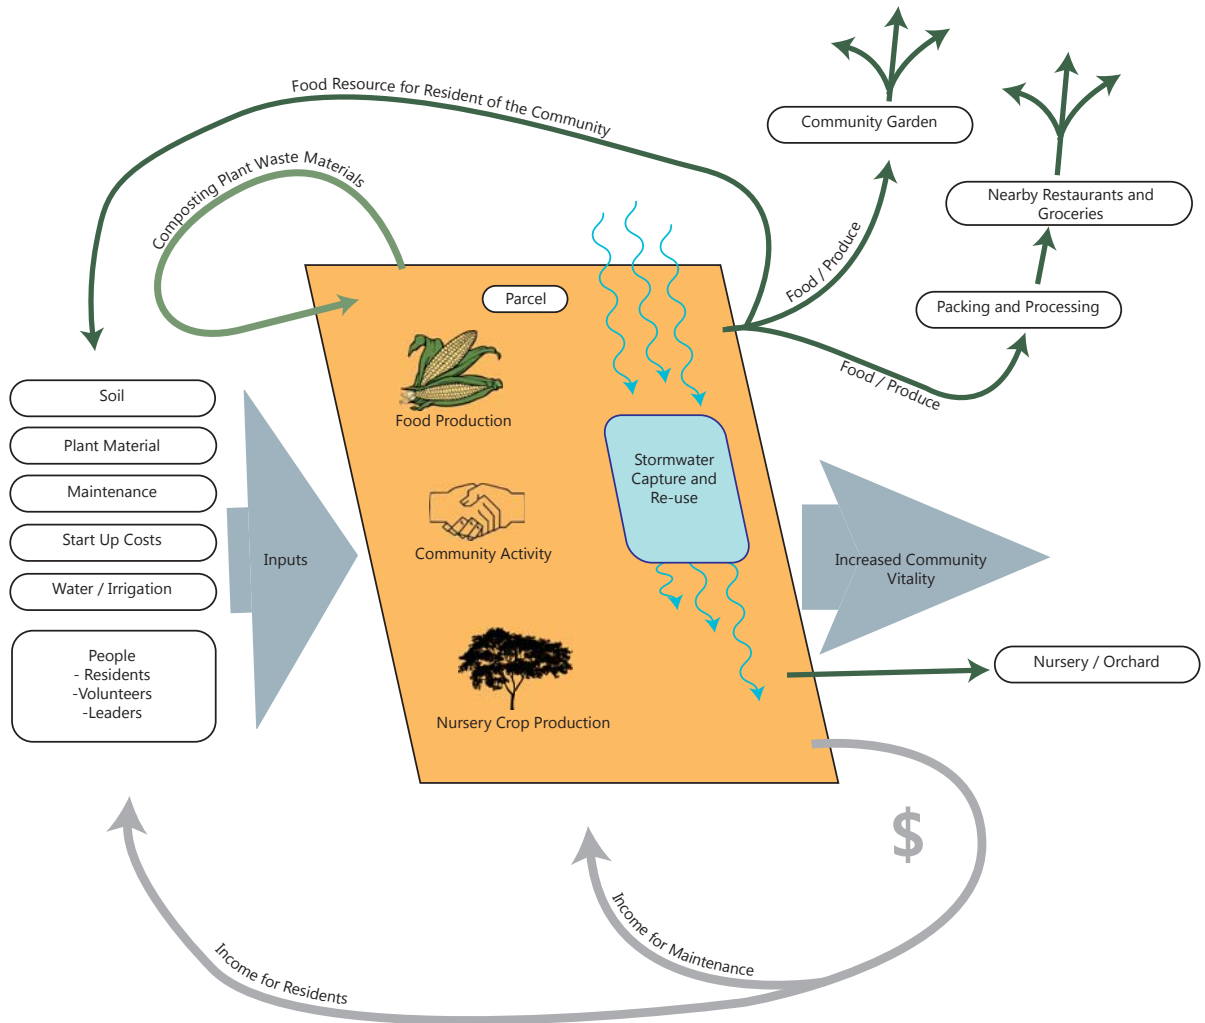 Food Resource for Resident of the Community
Composting Plant Waste Materials
Community Garden
Nearby Restaurants and
Groceries
Packing and Processing
Food / Produce
Food / Produce
Parcel
Food Production
Community Activity
Nursery Crop Production
Stormwater
Capture and
Re-use
Soil
Plant Material
Maintenance
Start Up Costs
Water / Irrigation
People
- Residents
-Volunteers
-Leaders
Inputs
Increased Community
Vitality
Nursery / Orchard
$
Income for Maintenance
Income for Residents